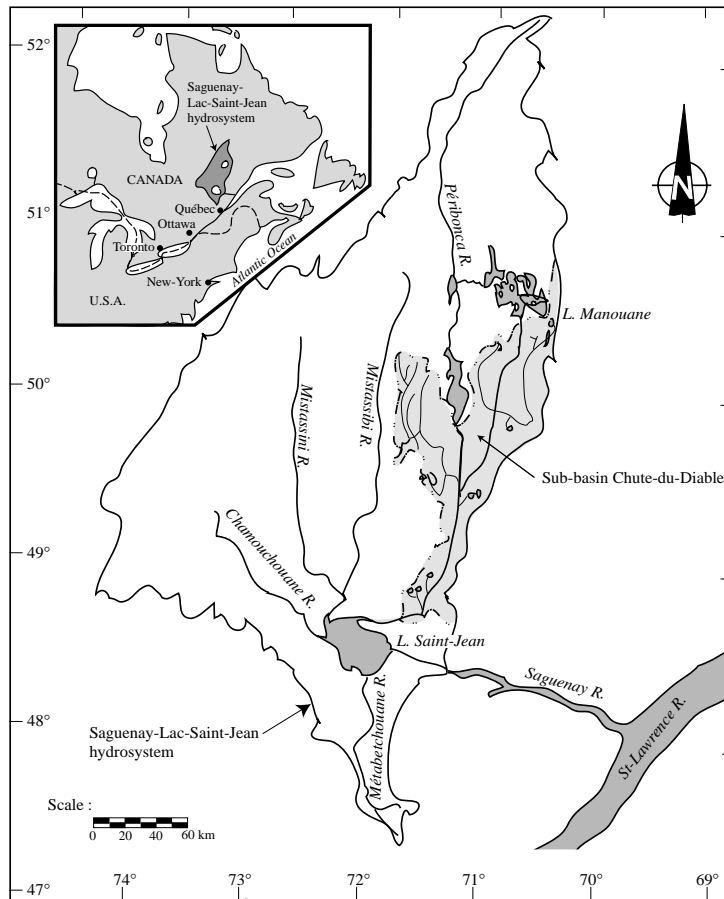 52°
51°
50°
49°
48°
47°
Saguenay-
Lac-Saint-Jean
hydrosystem
CANADA
Québec
Ottawa
Toronto
New-York
U.S.A.
Atlantic Ocean
N
Péribonca R.
L. Manouane
Mistassini R.
Mistassibi R.
Sub-basin Chute-du-Diable
Chamouchouane R.
L. Saint-Jean
Saguenay R.
Métabetchouane R.
St-Lawrence R.
Saguenay-Lac-Saint-Jean
hydrosystem
Scale :
0 20 40 60 km
74° 73° 72° 71° 70° 69°